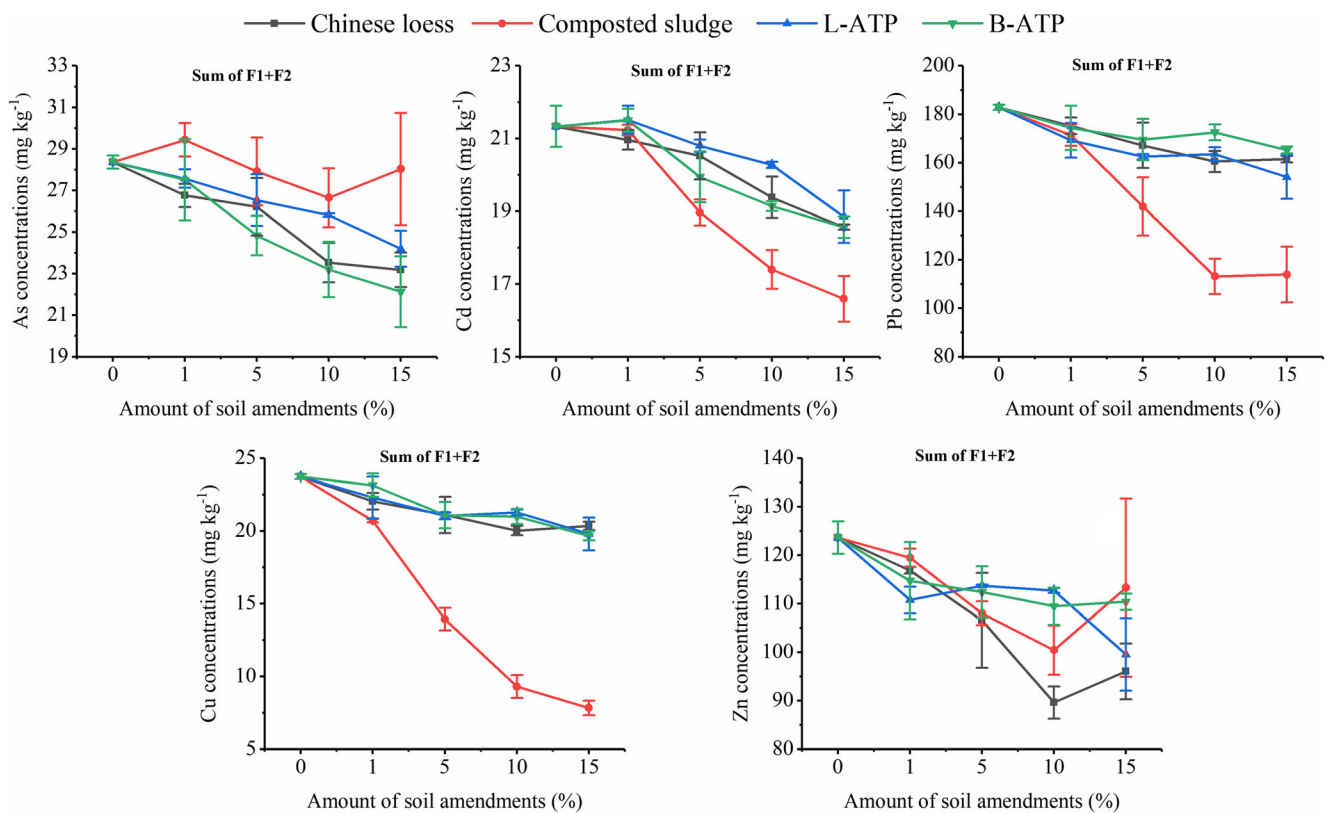 Chinese loess Composted sludge L-ATP B-ATP
Sum of F1+F2
As concentrations (mg kg⁻¹)
33
31
29
27
25
23
21
19
0 1 5 10 15
Amount of soil amendments (%)
Sum of F1+F2
Cd concentrations (mg kg⁻¹)
23
21
19
17
15
0 1 5 10 15
Amount of soil amendments (%)
Sum of F1+F2
Pb concentrations (mg kg⁻¹)
200
180
160
140
120
100
80
0 1 5 10 15
Amount of soil amendments (%)
Sum of F1+F2
Cu concentrations (mg kg⁻¹)
25
20
15
10
5
0 1 5 10 15
Amount of soil amendments (%)
Sum of F1+F2
Zn concentrations (mg kg⁻¹)
140
130
120
110
100
90
80
0 1 5 10 15
Amount of soil amendments (%)